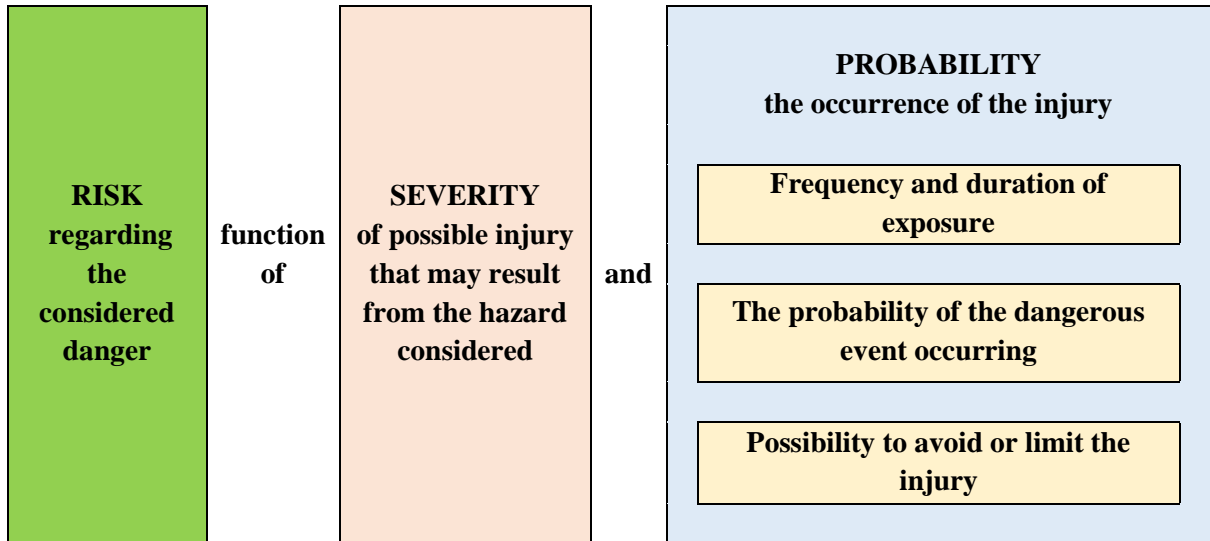 RISK
regarding
the
considered
danger
function
of
SEVERITY
of possible injury
that may result
from the hazard
considered
and
PROBABILITY
the occurrence of the injury
Frequency and duration of
exposure
The probability of the dangerous
event occurring
Possibility to avoid or limit the
injury